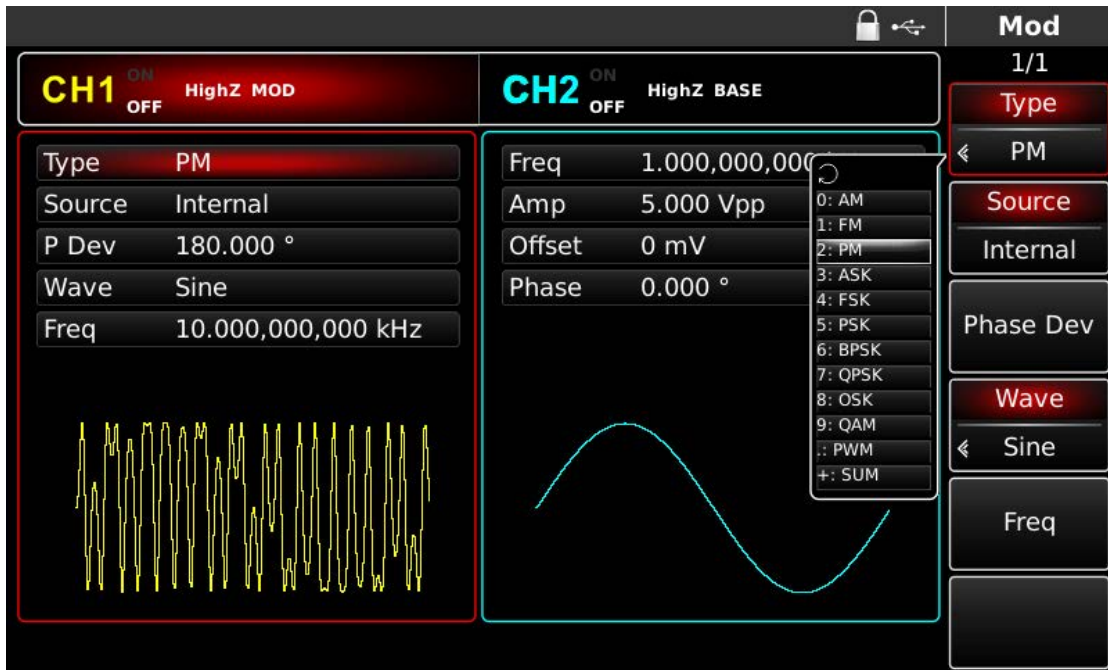 Mod
1/1
CH1 ON OFF HighZ MOD
CH2 ON OFF HighZ BASE
Type PM
Source Internal
P Dev 180.000 °
Wave Sine
Freq 10.000,000,000 kHz
Freq 1.000,000,000
Amp 5.000 Vpp
Offset 0 mV
Phase 0.000 °
0: AM
1: FM
2: PM
3: ASK
4: FSK
5: PSK
6: BPSK
7: QPSK
8: OSK
9: QAM
.: PWM
+: SUM
Type
PM
Source
Internal
Phase Dev
Wave
Sine
Freq